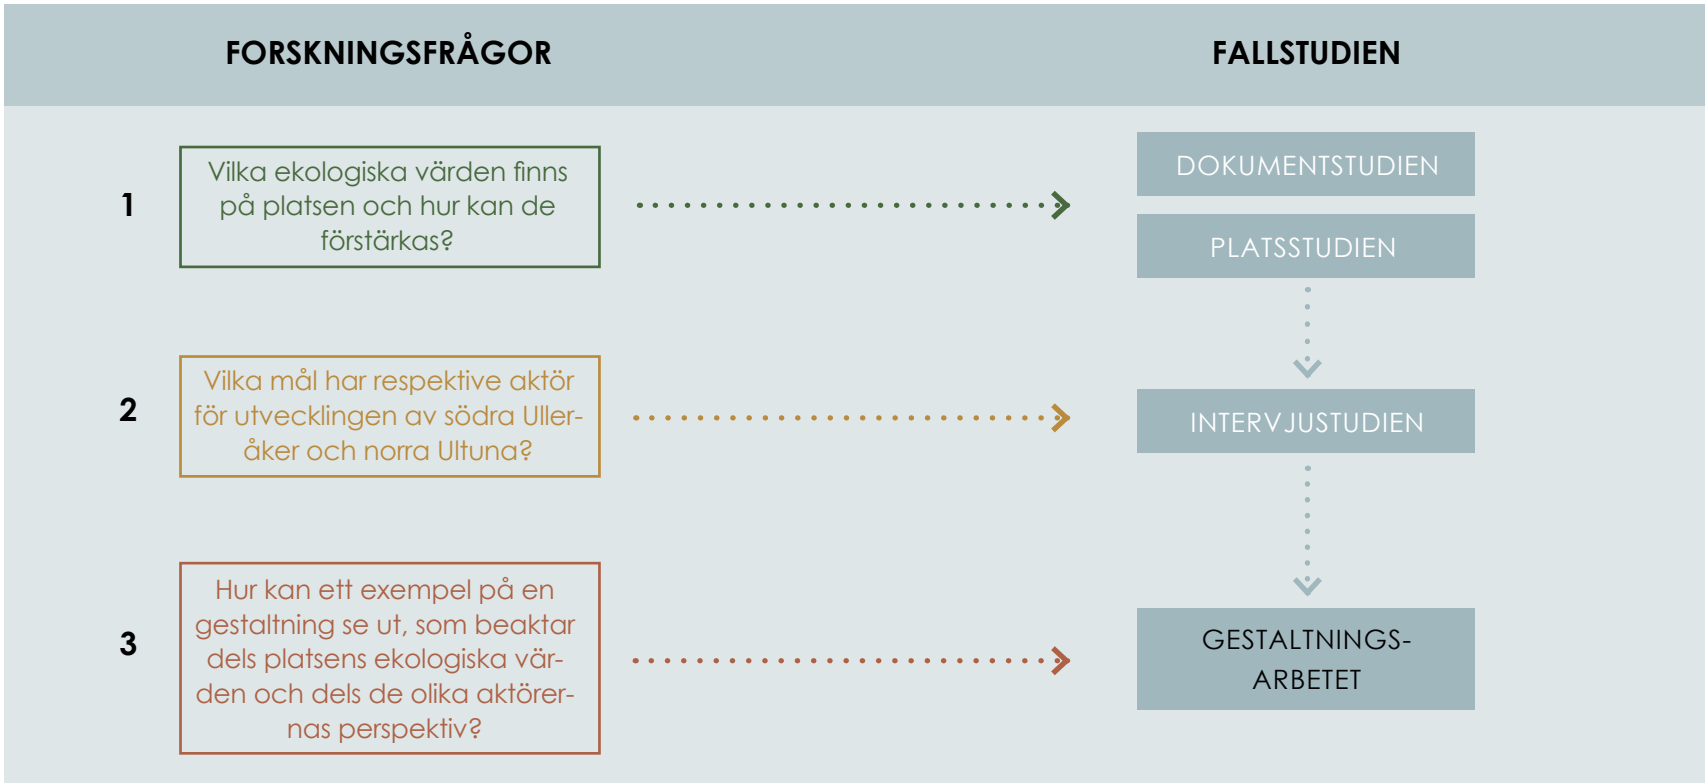 FORSKNINGSFRÅGOR
FALLSTUDIEN
1
Vilka ekologiska värden finns
på platsen och hur kan de
förstärkas?
DOKUMENTSTUDIEN
PLATSSTUDIEN
2
Vilka mål har respektive aktör
för utvecklingen av södra Uller-
åker och norra Ultuna?
INTERVJUSTUDIEN
3
Hur kan ett exempel på en
gestaltning se ut, som beaktar
dels platsens ekologiska vär-
den och dels de olika aktörer-
nas perspektiv?
GESTALTNINGS-
ARBETET